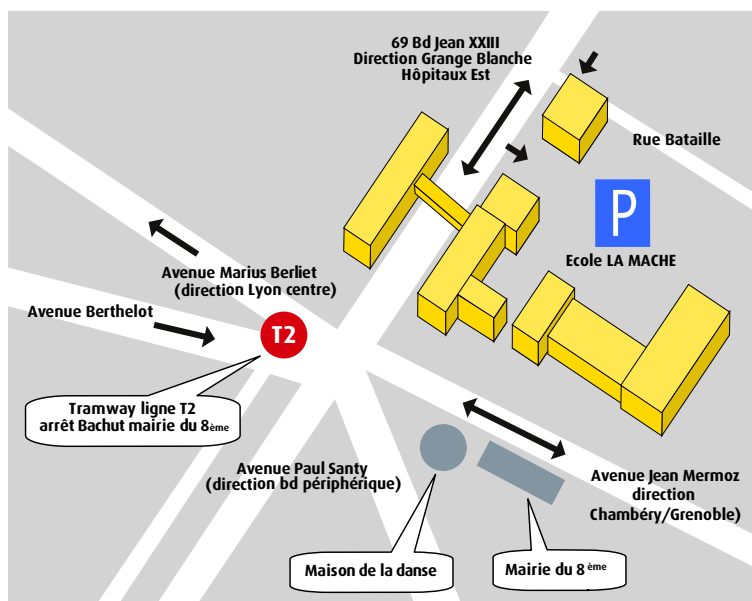 69 Bd Jean XXIII
Direction Grange Blanche
Hôpitaux Est
Rue Bataille
P
Ecole LA MACHE
Avenue Marius Berliet
(direction Lyon centre)
Avenue Berthelot
T2
Tramway ligne T2
arrêt Bachut mairie du 8ème
Avenue Paul Santy
(direction bd périphérique)
Avenue Jean Mermoz
direction
Chambéry/Grenoble)
Maison de la danse
Mairie du 8 ème